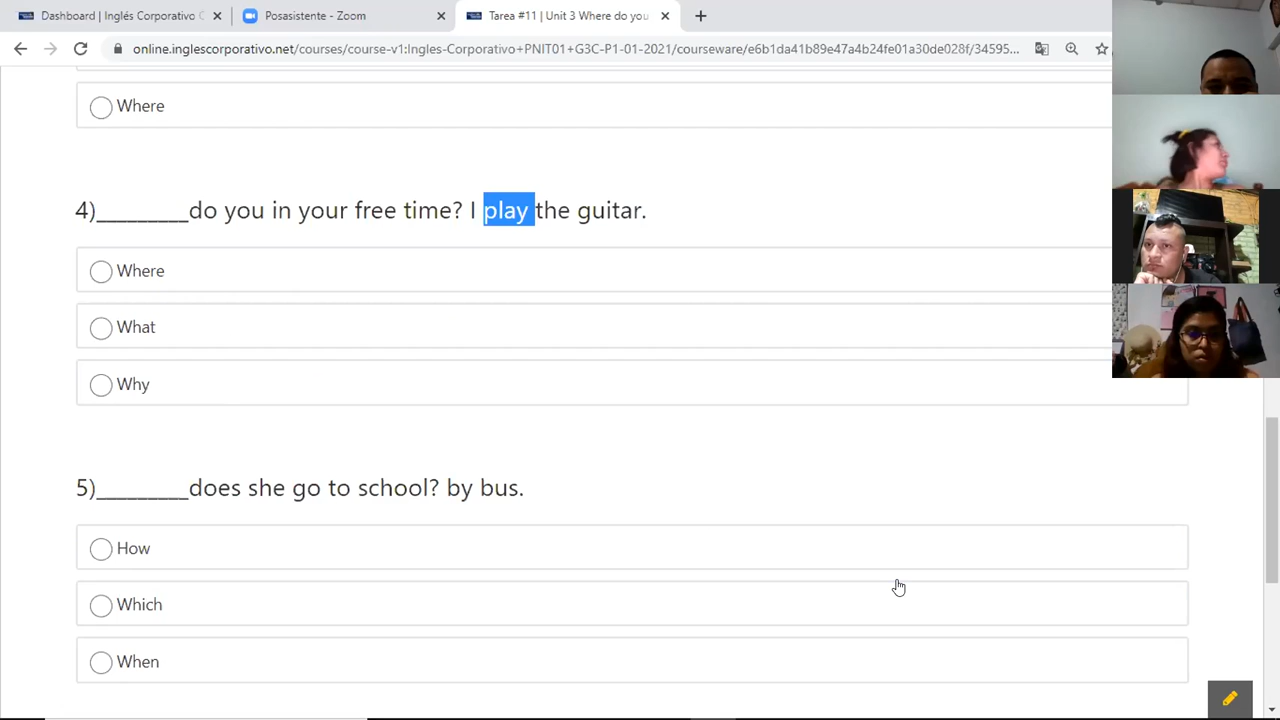 Dashboard | Inglés Corporativo
Posasistente - Zoom
Tarea #11 | Unit 3 Where do you
online.inglescorporativo.net/courses/course-v1:Ingles-Corporativo+PNIT01+G3C-P1-01-2021/courseware/e6b1da41b89e47a4b24fe01a30de028f/34595...
Where
4)_________do you in your free time? I play the guitar.
Where
What
Why
5)_________does she go to school? by bus.
How
Which
When